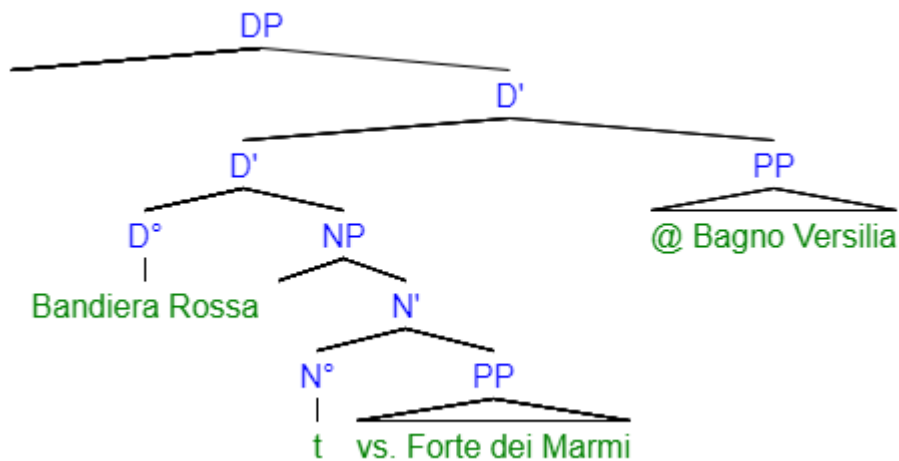 DP
D'
D' PP
D° NP @ Bagno Versilia
Bandiera Rossa N'
N° PP
t vs. Forte dei Marmi